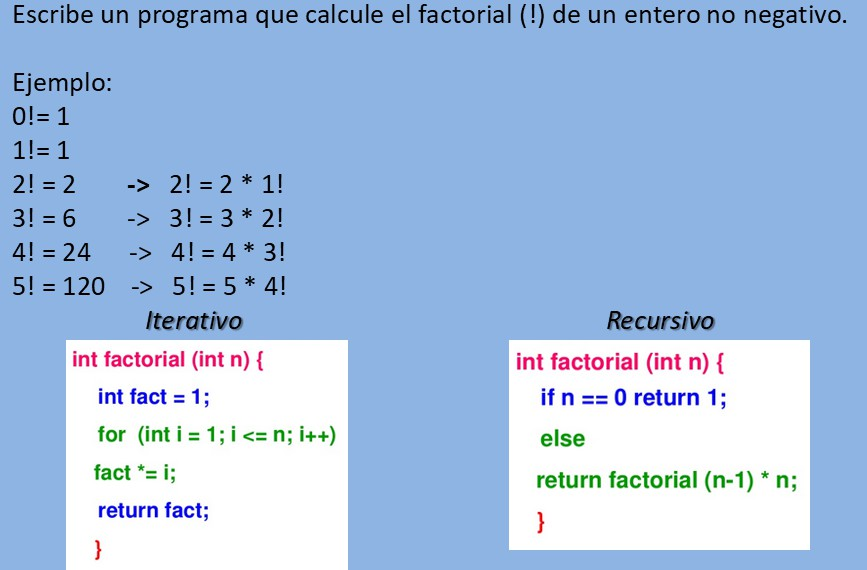 Escribe un programa que calcule el factorial (!) de un entero no negativo.
Ejemplo:
0!= 1
1!= 1
2! = 2 -> 2! = 2 * 1!
3! = 6 -> 3! = 3 * 2!
4! = 24 -> 4! = 4 * 3!
5! = 120 -> 5! = 5 * 4!
Iterativo
int factorial (int n) {
int fact = 1;
for (int i = 1; i <= n; i++)
fact *= i;
return fact;
}
Recursivo
int factorial (int n) {
if n == 0 return 1;
else
return factorial (n-1) * n;
}